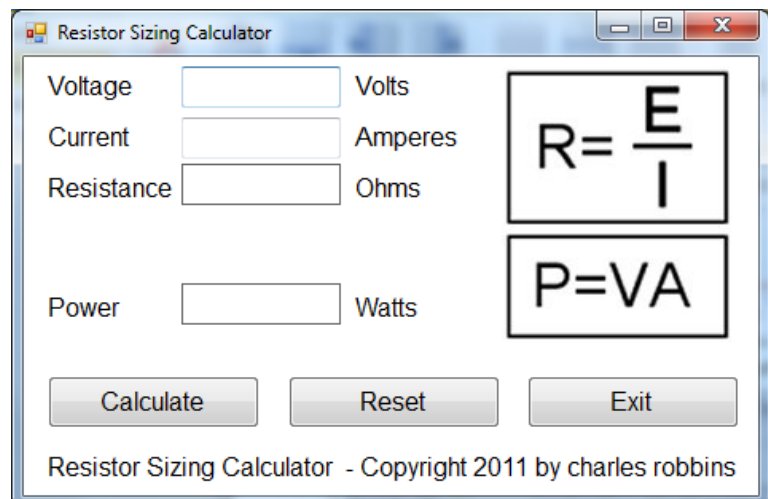 Resistor Sizing Calculator
Voltage Volts
Current Amperes
Resistance Ohms
Power Watts
R= E
I
P=VA
Calculate Reset Exit
Resistor Sizing Calculator - Copyright 2011 by charles robbins